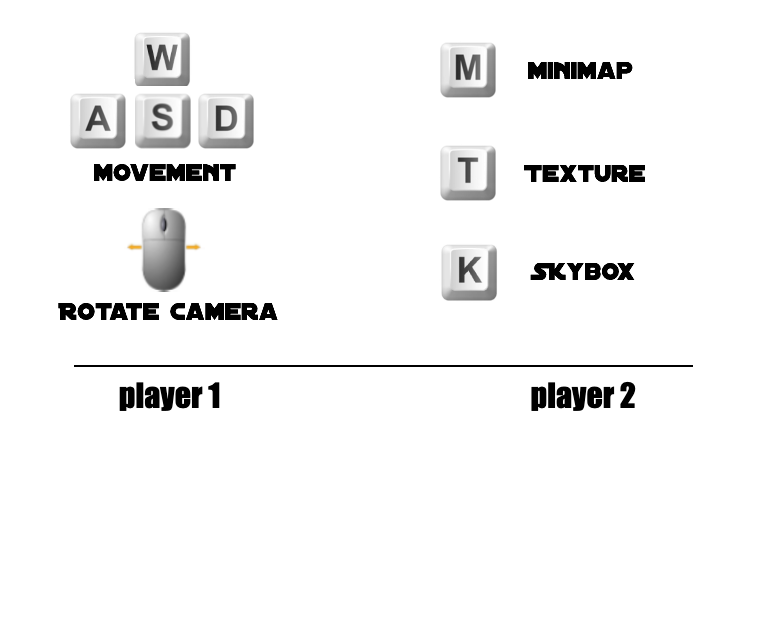 W
A S D
MOVEMENT
ROTATE CAMERA
M MINIMAP
T TEXTURE
K SKYBOX
player 1
player 2